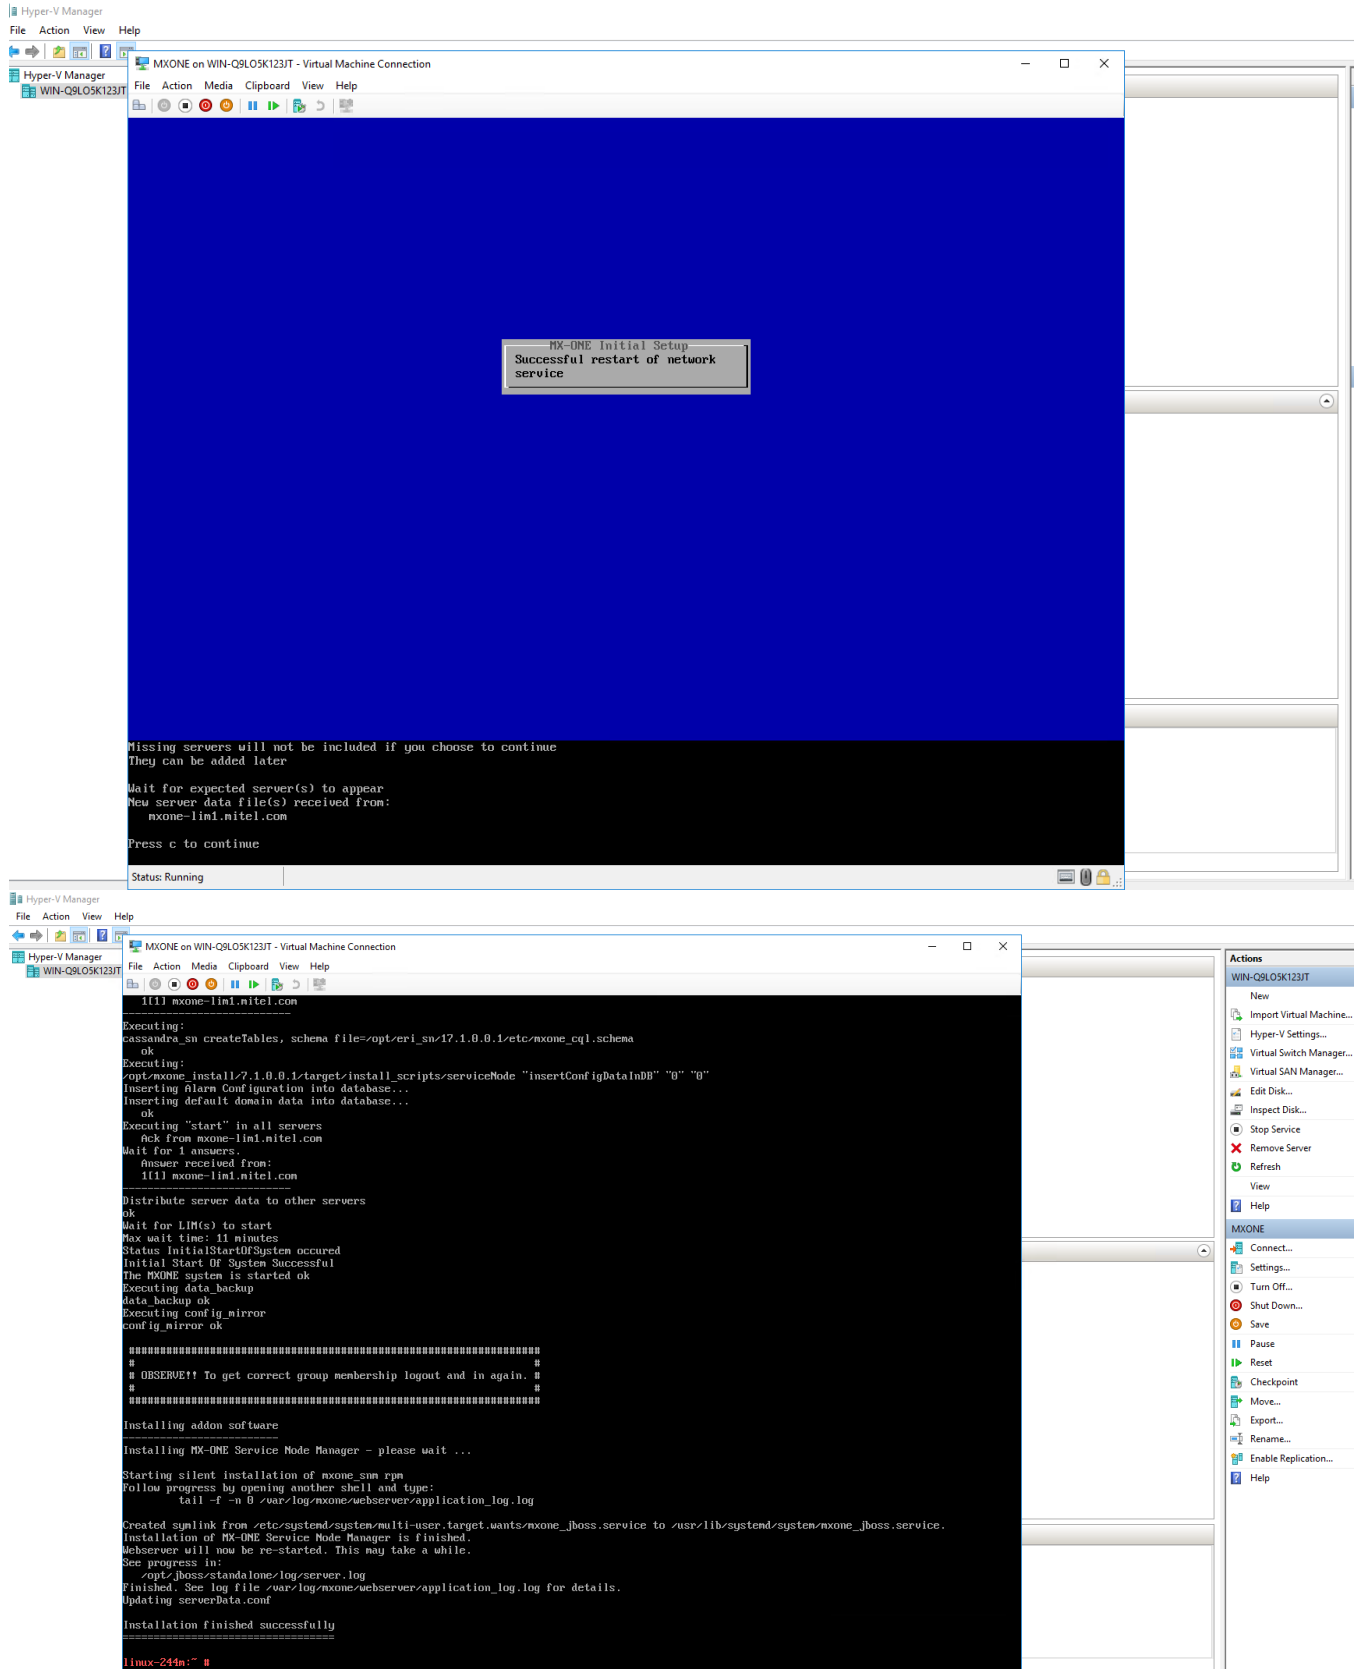 Hyper-V Manager
File Action View Help
Hyper-V Manager
WIN-Q9LO5K123JT
MXONE on WIN-Q9LO5K123JT - Virtual Machine Connection
File Action Media Clipboard View Help
MX-ONE Initial Setup
Successful restart of network
service
Missing servers will not be included if you choose to continue
They can be added later
Wait for expected server(s) to appear
New server data file(s) received from:
mxone-lim1.mitel.com
Press c to continue
Status: Running
Hyper-V Manager
File Action View Help
Hyper-V Manager
WIN-Q9LO5K123JT
MXONE on WIN-Q9LO5K123JT - Virtual Machine Connection
File Action Media Clipboard View Help
1[1] mxone-lim1.mitel.com
----------------------------
Executing:
cassandra_sn createTables, schema file=/opt/eri_sn/17.1.0.0.1/etc/mxone_cql.schema
ok
Executing:
/opt/mxone_install/7.1.0.0.1/target/install_scripts/serviceNode "insertConfigDataInDB" "0" "0"
Inserting Alarm Configuration into database...
Inserting default domain data into database...
ok
Executing "start" in all servers
Ack from mxone-lim1.mitel.com
Wait for 1 answers.
Answer received from:
1[1] mxone-lim1.mitel.com
----------------------------
Distribute server data to other servers
ok
Wait for LIM(s) to start
Max wait time: 11 minutes
Status InitialStartOfSystem occured
Initial Start Of System Successful
The MXONE system is started ok
Executing data_backup
data_backup ok
Executing config_mirror
config_mirror ok
##################################################################
# #
# OBSERVE!! To get correct group membership logout and in again. #
# #
##################################################################
Installing addon software
-------------------------
Installing MX-ONE Service Node Manager - please wait ...
Starting silent installation of mxone_snm rpm
Follow progress by opening another shell and type:
tail -f -n 0 /var/log/mxone/webserver/application_log.log
Created symlink from /etc/systemd/system/multi-user.target.wants/mxone_jboss.service to /usr/lib/systemd/system/mxone_jboss.service.
Installation of MX-ONE Service Node Manager is finished.
Webserver will now be re-started. This may take a while.
See progress in:
/opt/jboss/standalone/log/server.log
Finished. See log file /var/log/mxone/webserver/application_log.log for details.
Updating serverData.conf
Installation finished successfully
==================================
linux-244m:~ #
Actions
WIN-Q9LO5K123JT
New
Import Virtual Machine...
Hyper-V Settings...
Virtual Switch Manager...
Virtual SAN Manager...
Edit Disk...
Inspect Disk...
Stop Service
Remove Server
Refresh
View
Help
MXONE
Connect...
Settings...
Turn Off...
Shut Down...
Save
Pause
Reset
Checkpoint
Move...
Export...
Rename...
Enable Replication...
Help